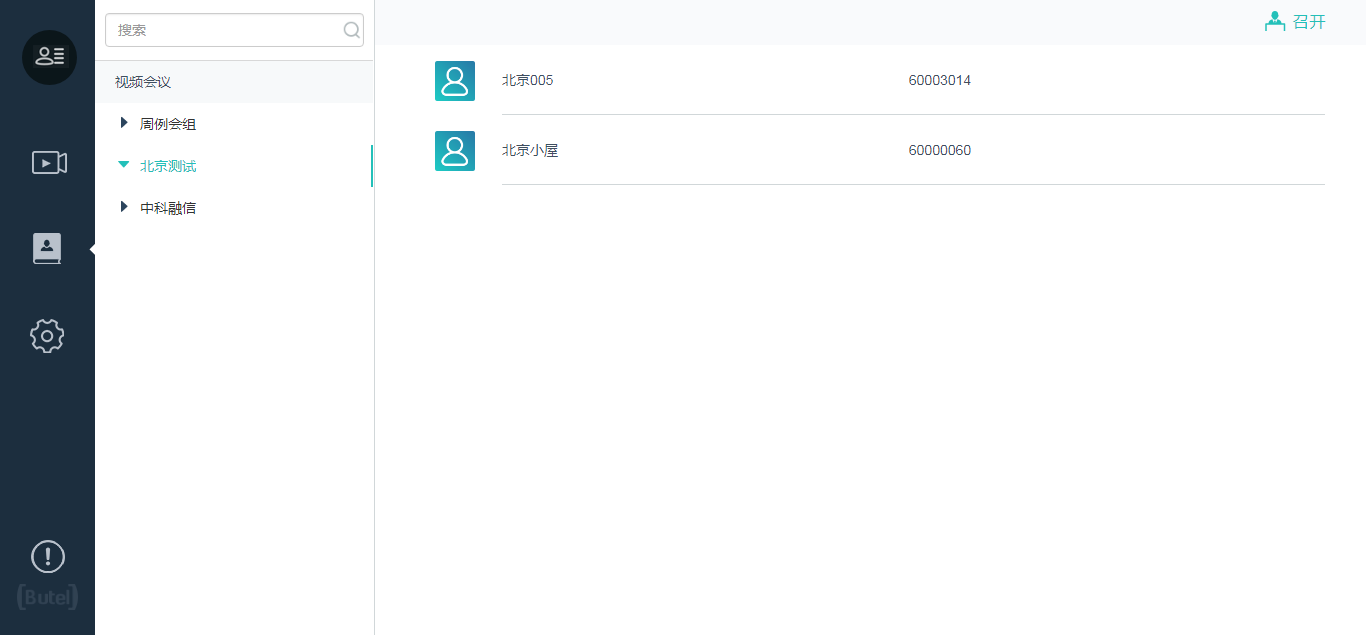 搜索
召开
视频会议
周例会组
北京测试
中科融信
北京005 60003014
北京小屋 60000060
(Butel)